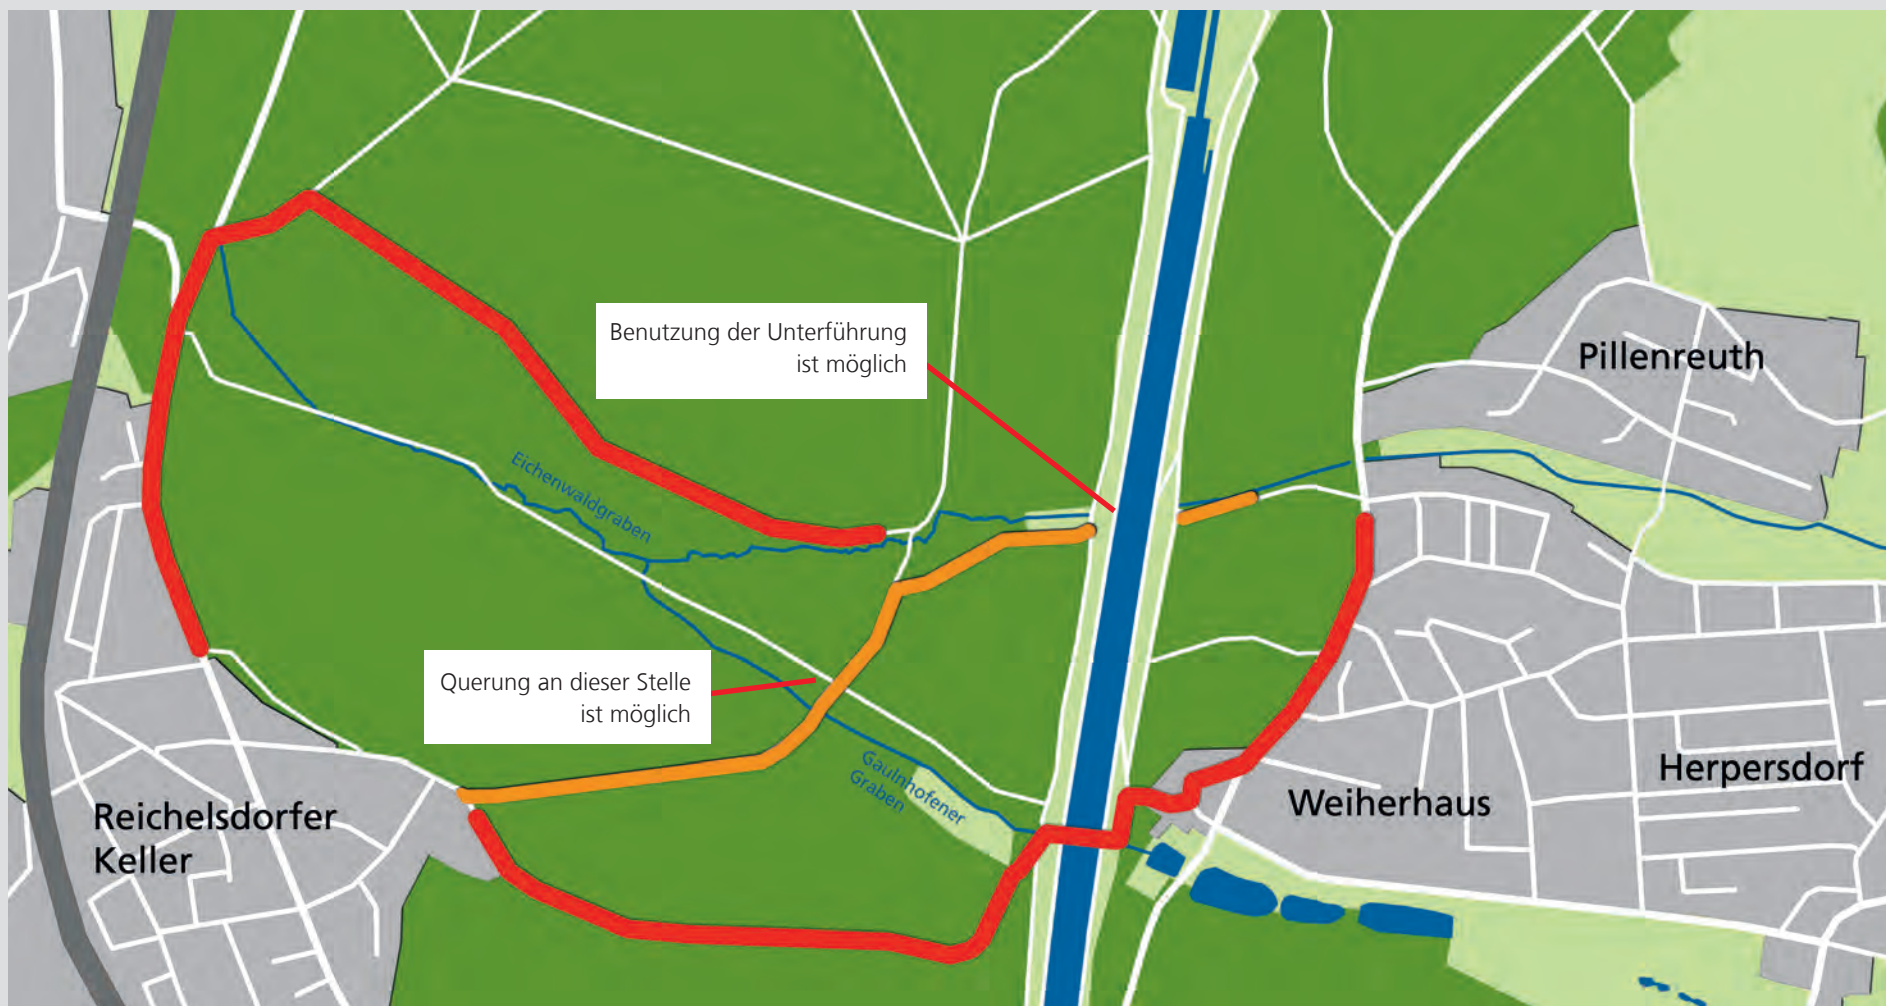 Benutzung der Unterführung
ist möglich
Pillenreuth
Eichenwaldgraben
Querung an dieser Stelle
ist möglich
Gaulnhofener
Graben
Herpersdorf
Weiherhaus
Reichelsdorfer
Keller